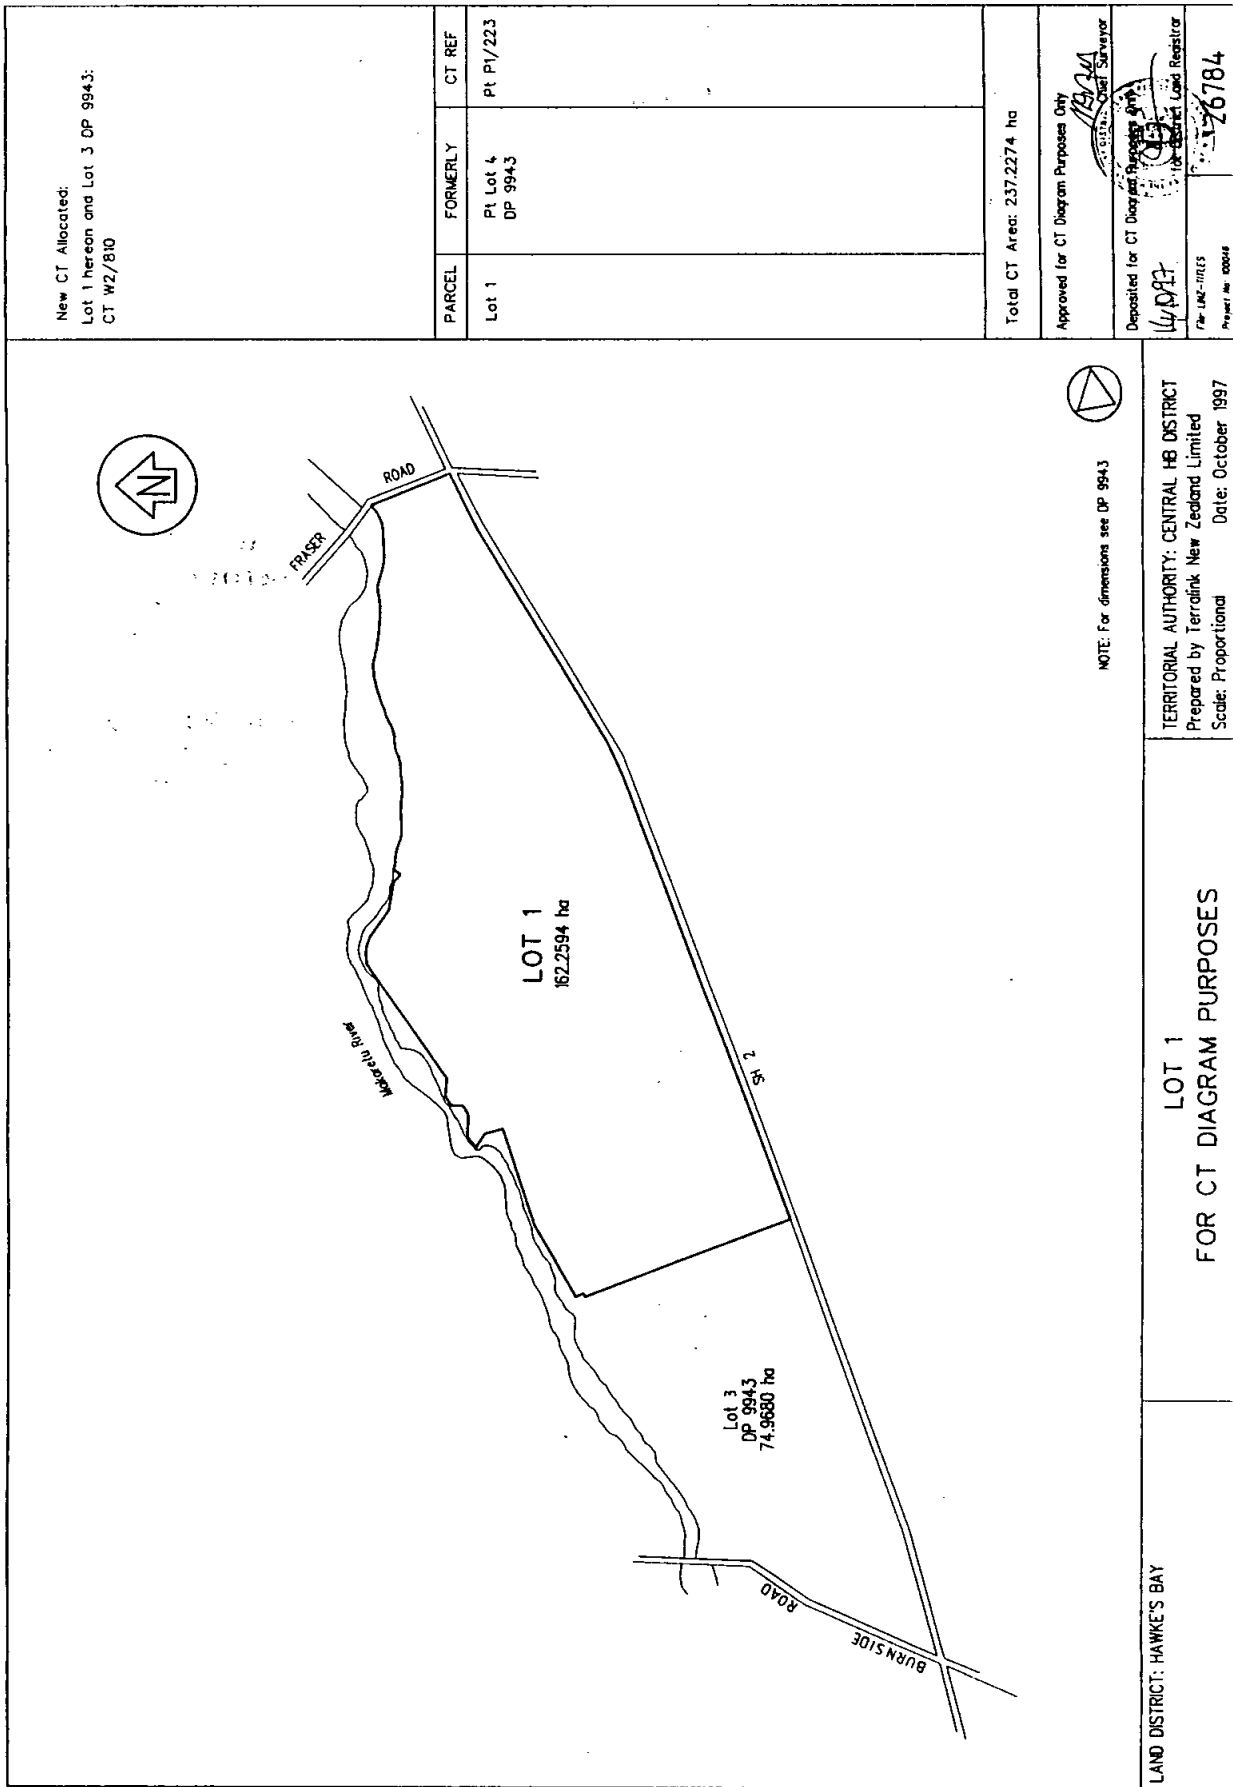 New CT Allocated:
Lot 1 hereon and Lot 3 DP 9943:
CT W2/810
PARCEL FORMERLY CT REF
Lot 1 Pt Lot 4 Pt P1/223
DP 9943
Total CT Area: 237.2274 ha
Approved for CT Diagram Purposes Only
Chief Surveyor
Deposited for CT Diagram Purposes Only
for District Land Registrar
File: LINZ-TITLES
Project No: 100046
26784
N
FRASER ROAD
Makaretu River
LOT 1
162.2594 ha
SH 2
Lot 3
DP 9943
74.9680 ha
BURNSIDE ROAD
NOTE: For dimensions see DP 9943
LAND DISTRICT: HAWKE'S BAY
LOT 1
FOR CT DIAGRAM PURPOSES
TERRITORIAL AUTHORITY: CENTRAL HB DISTRICT
Prepared by Terralink New Zealand Limited
Scale: Proportional Date: October 1997